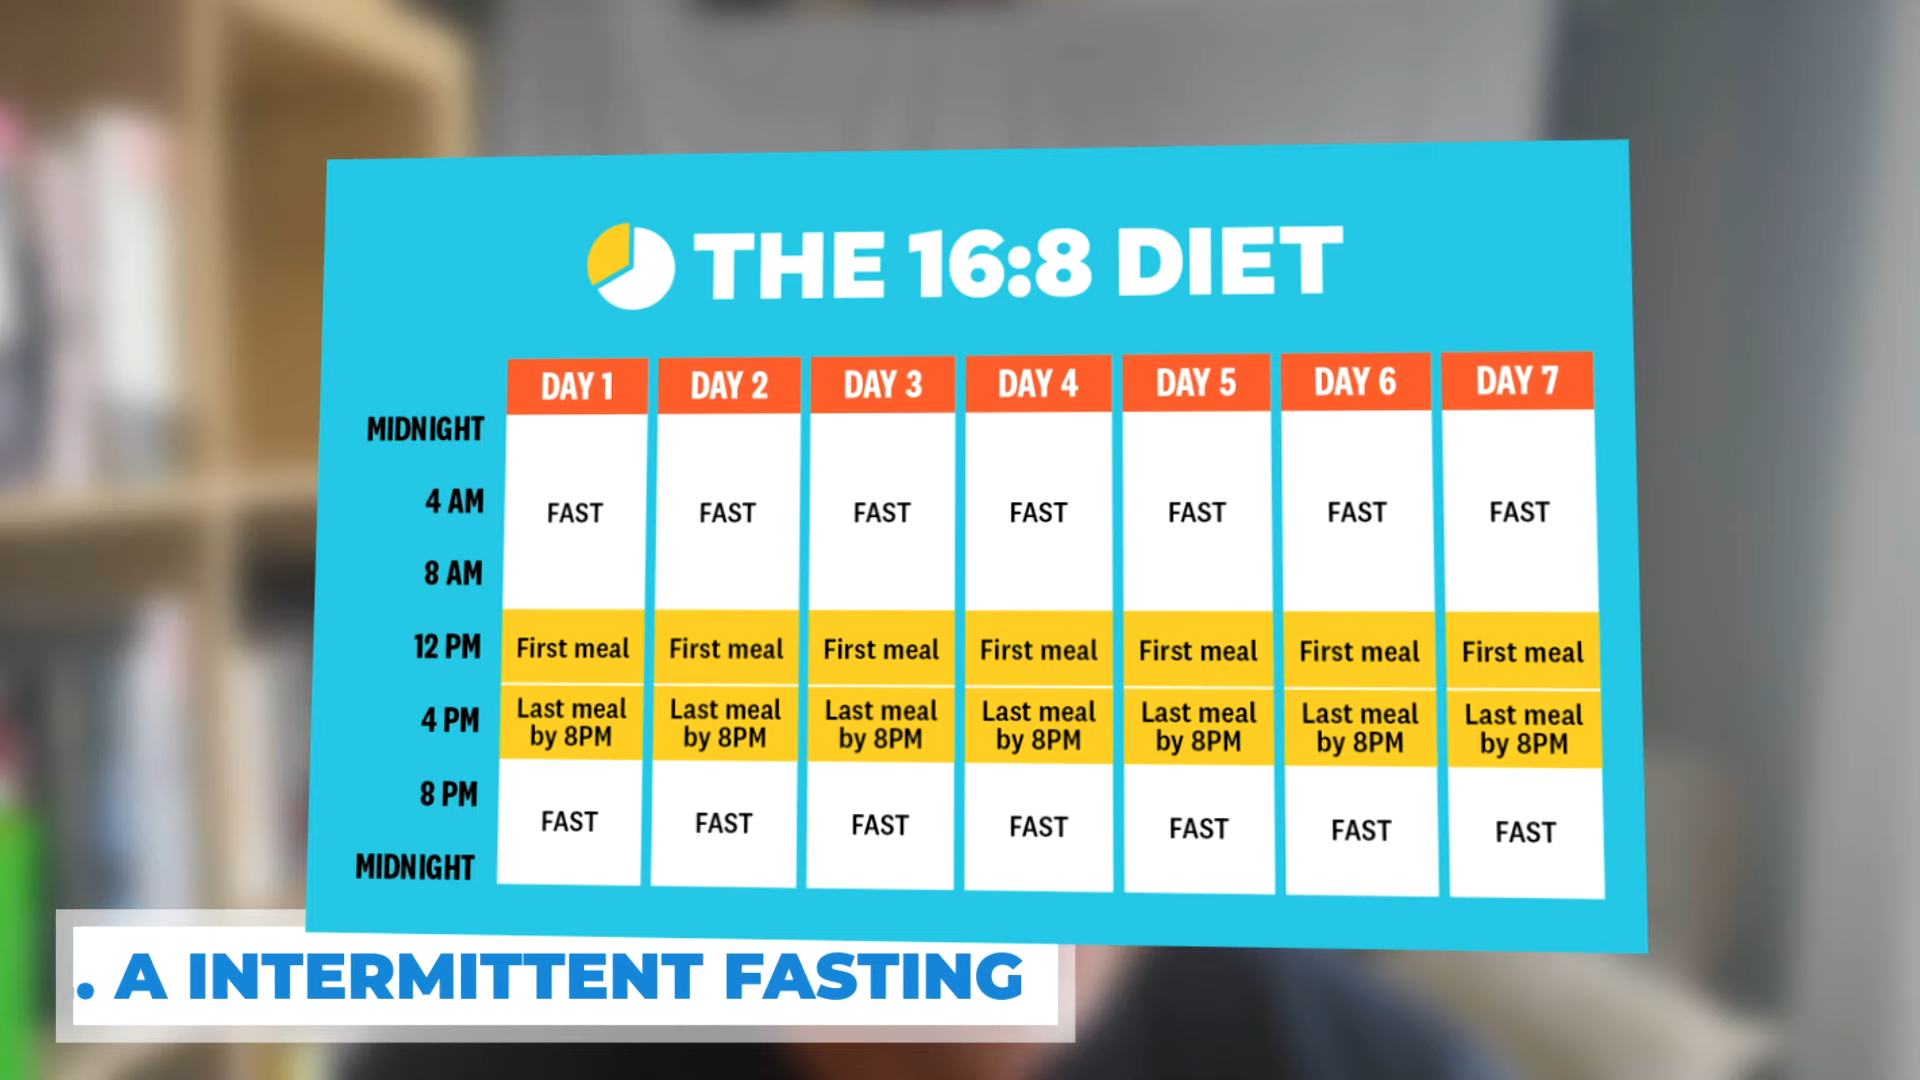 THE 16:8 DIET
DAY 1 DAY 2 DAY 3 DAY 4 DAY 5 DAY 6 DAY 7
MIDNIGHT
4 AM FAST FAST FAST FAST FAST FAST FAST
8 AM
12 PM First meal First meal First meal First meal First meal First meal First meal
4 PM Last meal Last meal Last meal Last meal Last meal Last meal Last meal
by 8PM by 8PM by 8PM by 8PM by 8PM by 8PM by 8PM
8 PM FAST FAST FAST FAST FAST FAST FAST
MIDNIGHT
. A INTERMITTENT FASTING